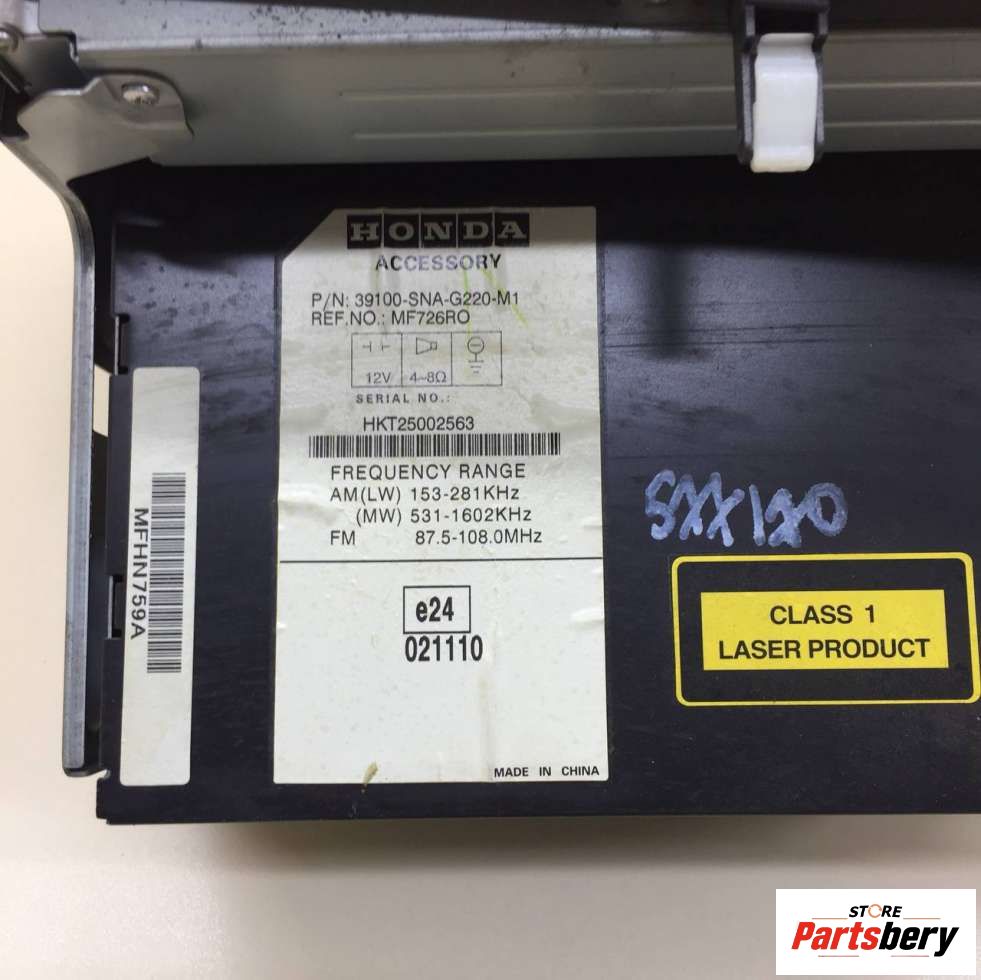 HONDA
ACCESSORY
P/N: 39100-SNA-G220-M1
REF.NO.: MF726RO
12V 4~8Ω
SERIAL NO.:
HKT25002563
FREQUENCY RANGE
AM(LW) 153-281KHz
(MW) 531-1602KHz
FM 87.5-108.0MHz
e24
021110
MADE IN CHINA
MFHN759A
CLASS 1
LASER PRODUCT
STORE
Partsbery